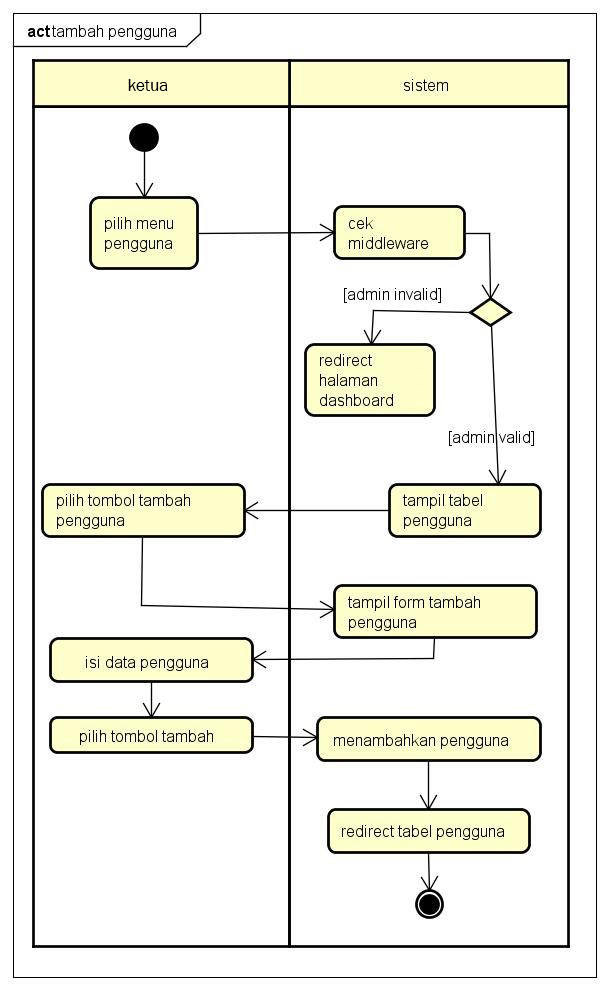 act tambah pengguna
ketua
sistem
pilih menu
pengguna
cek
middleware
[admin invalid]
redirect
halaman
dashboard
[admin valid]
pilih tombol tambah
pengguna
tampil tabel
pengguna
tampil form tambah
pengguna
isi data pengguna
pilih tombol tambah
menambahkan pengguna
redirect tabel pengguna